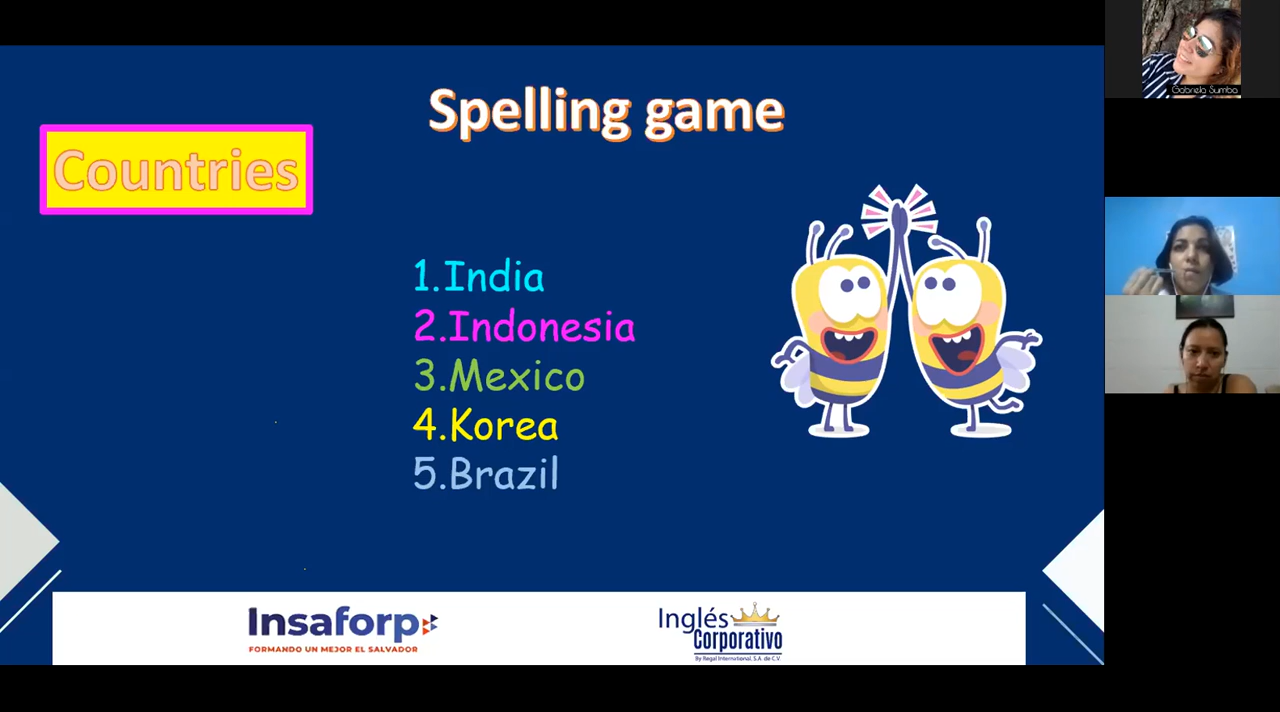 Spelling game
Countries
1.India
2.Indonesia
3.Mexico
4.Korea
5.Brazil
Insaforp
FORMANDO UN MEJOR EL SALVADOR
Inglés
Corporativo
By Regal International, S.A. de C.V.
Gabriela Sumba